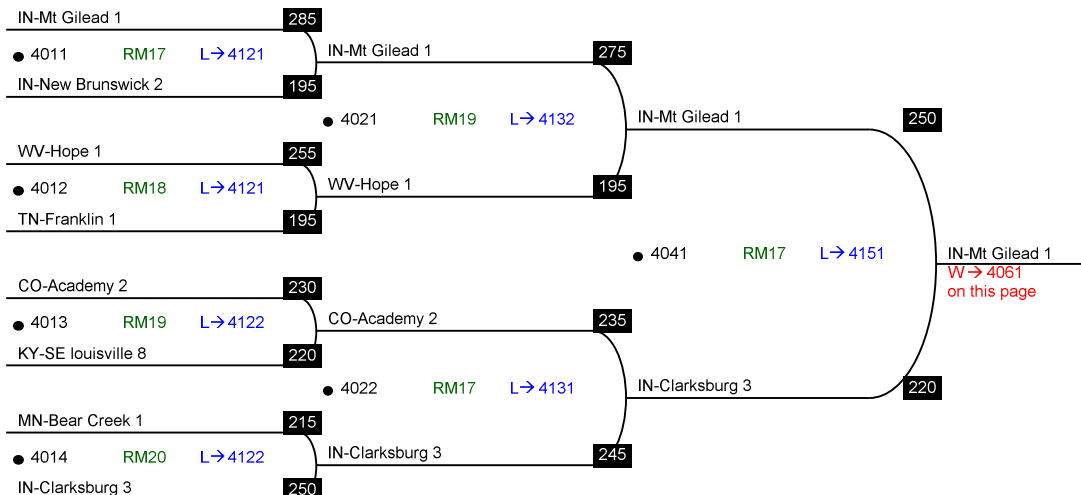 IN-Mt Gilead 1
285
● 4011 RM17 L→4121
IN-New Brunswick 2
195
IN-Mt Gilead 1
275
● 4021 RM19 L→4132
WV-Hope 1
255
● 4012 RM18 L→4121
TN-Franklin 1
195
WV-Hope 1
195
IN-Mt Gilead 1
250
● 4041 RM17 L→4151
IN-Mt Gilead 1
W→4061
on this page
CO-Academy 2
230
● 4013 RM19 L→4122
KY-SE louisville 8
220
CO-Academy 2
235
● 4022 RM17 L→4131
IN-Clarksburg 3
220
MN-Bear Creek 1
215
● 4014 RM20 L→4122
IN-Clarksburg 3
250
IN-Clarksburg 3
245